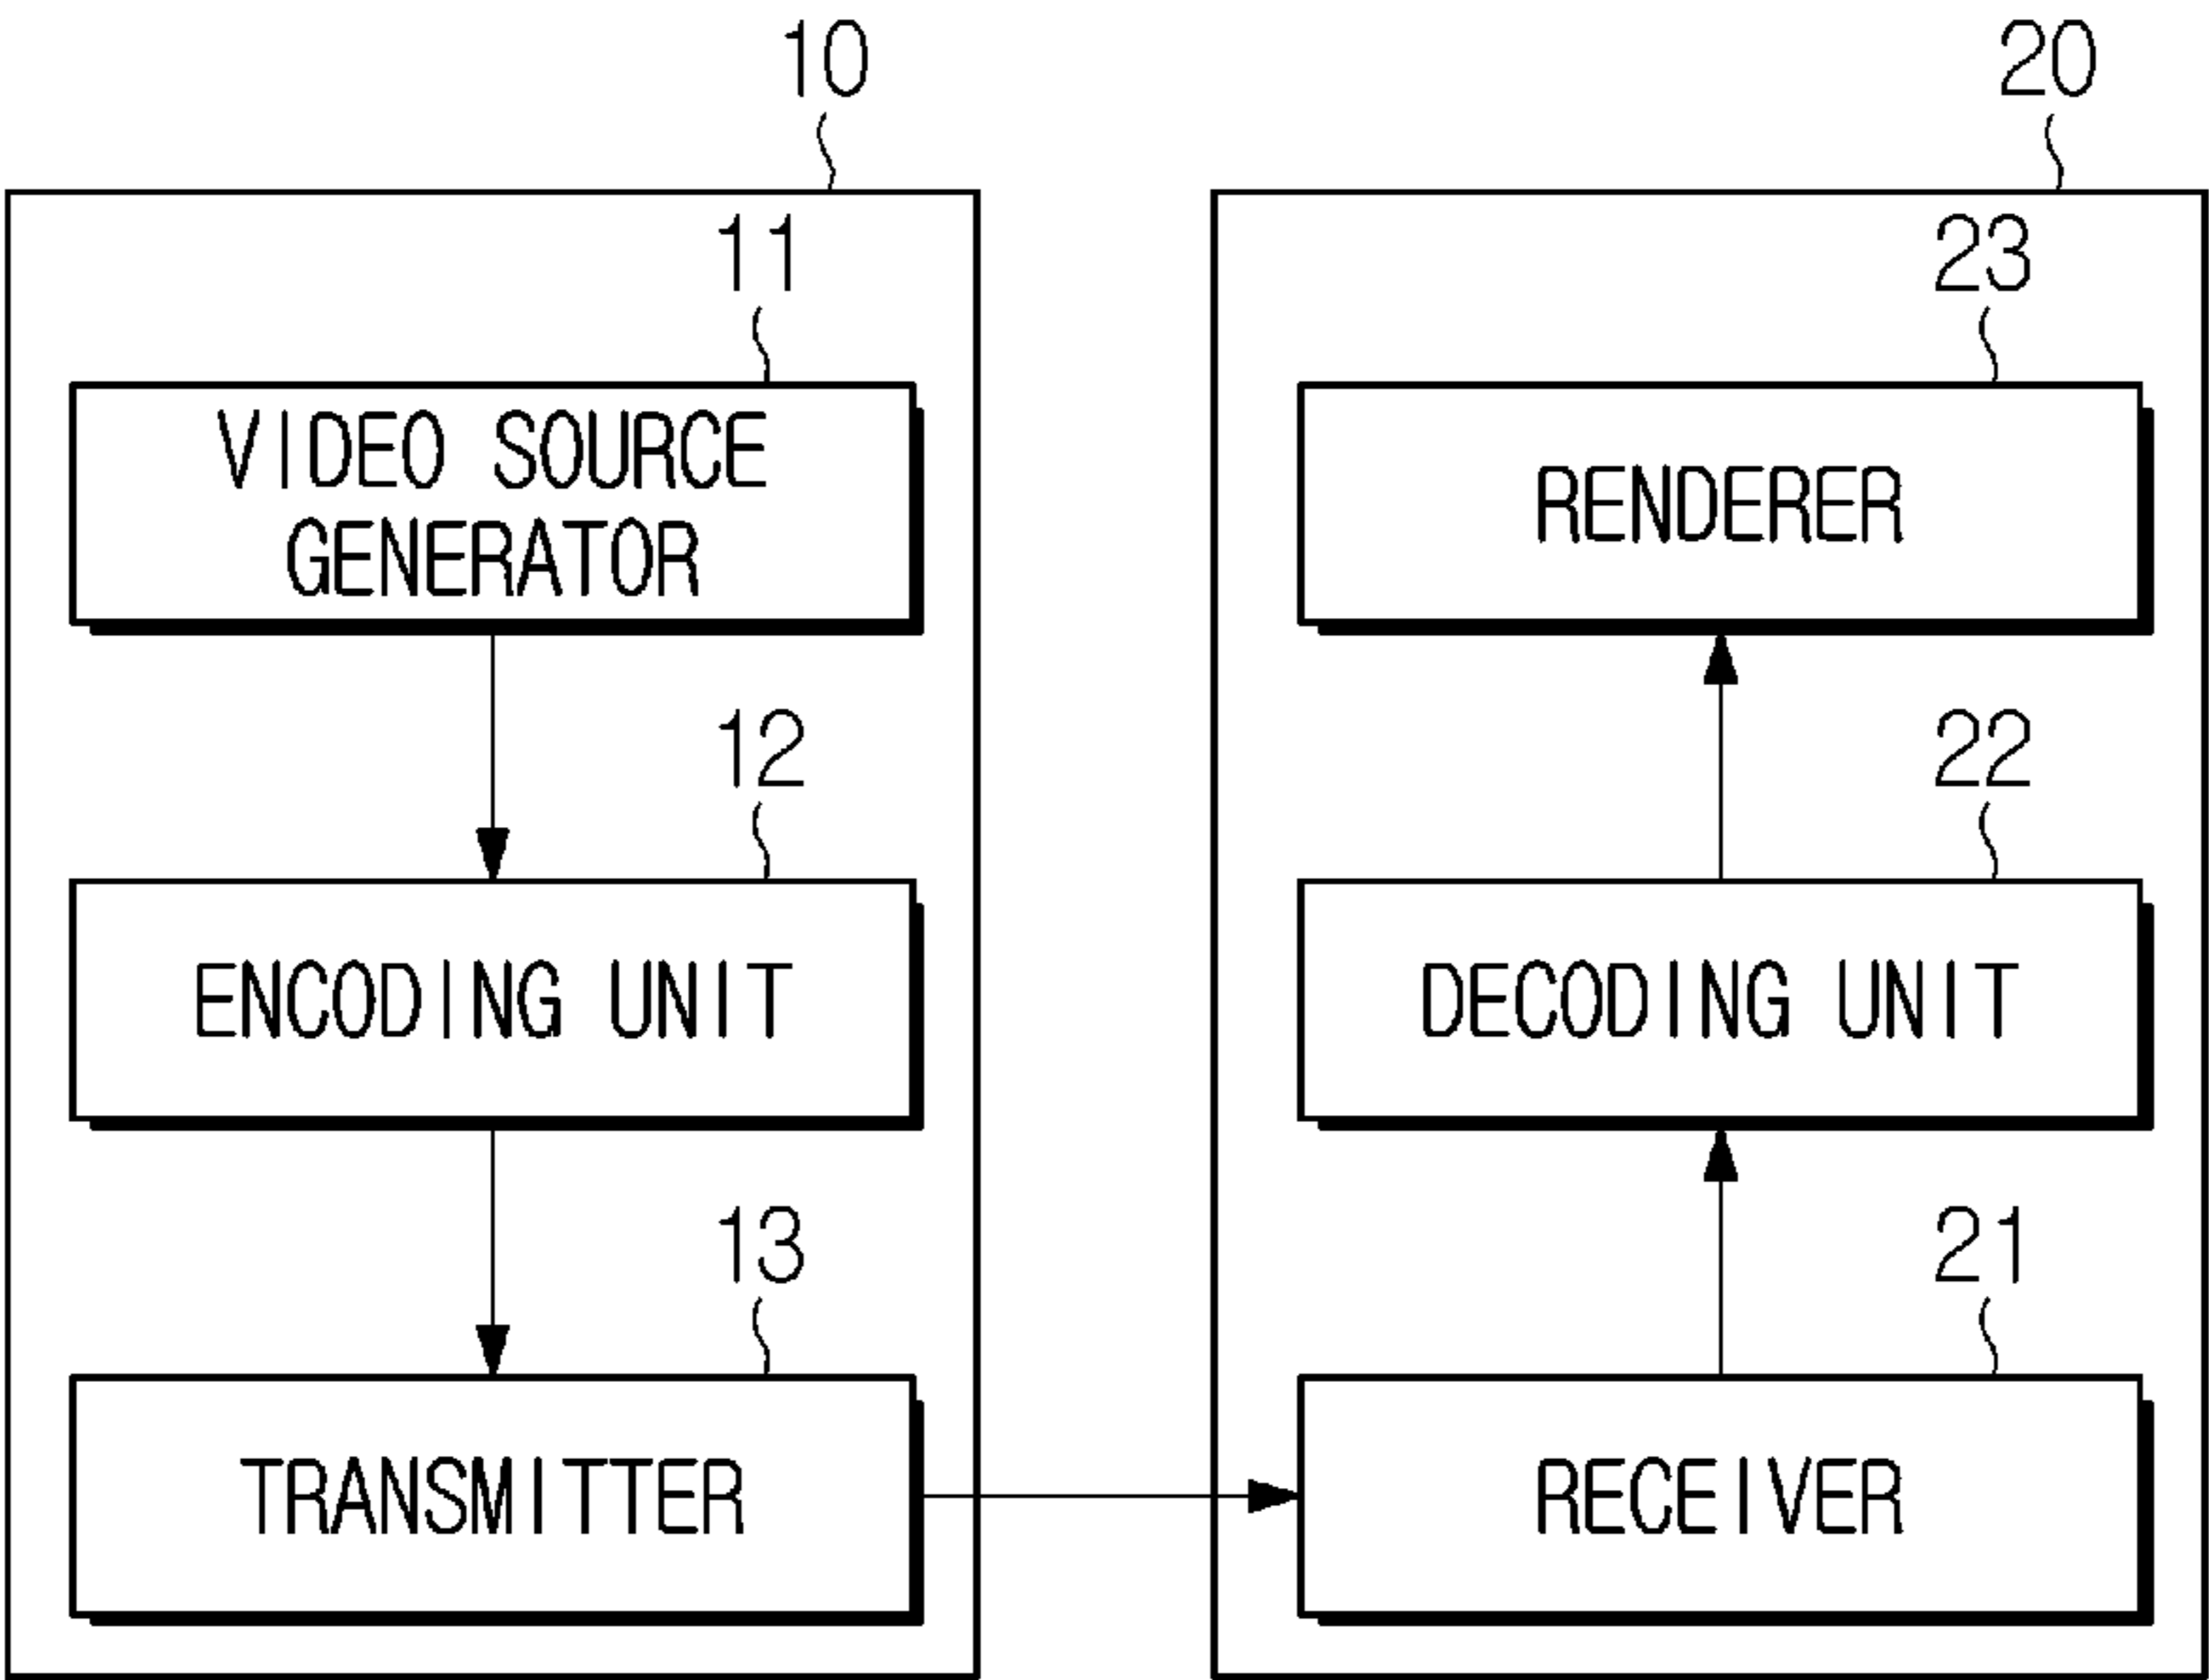 10
11
VIDEO SOURCE
GENERATOR
12
ENCODING UNIT
13
TRANSMITTER
20
23
RENDERER
22
DECODING UNIT
21
RECEIVER